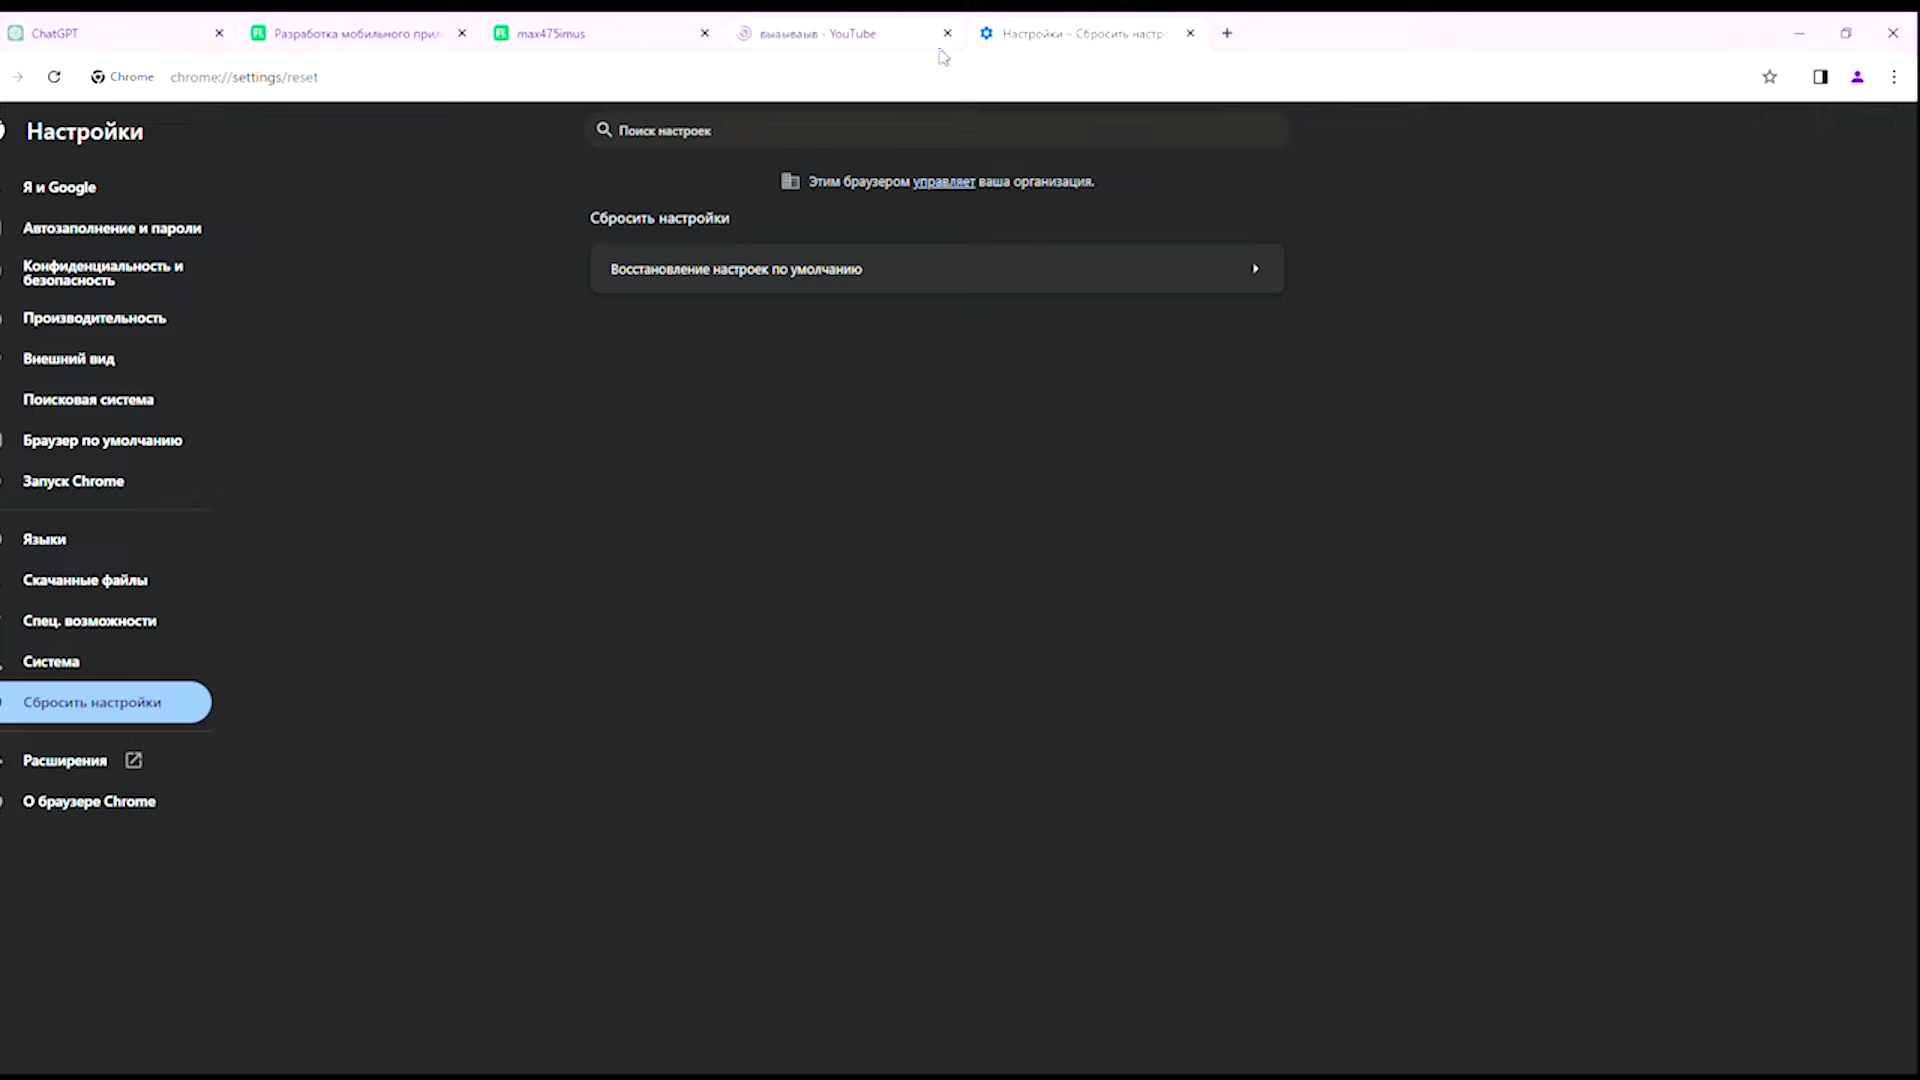 ChatGPT
Разработка мобильного прил
max475imus
выаываыв - YouTube
Настройки – Сбросить настро
Chrome
chrome://settings/reset
Настройки
Поиск настроек
Этим браузером управляет ваша организация.
Я и Google
Автозаполнение и пароли
Конфиденциальность и
безопасность
Производительность
Внешний вид
Поисковая система
Браузер по умолчанию
Запуск Chrome
Языки
Скачанные файлы
Спец. возможности
Система
Сбросить настройки
Расширения
О браузере Chrome
Сбросить настройки
Восстановление настроек по умолчанию